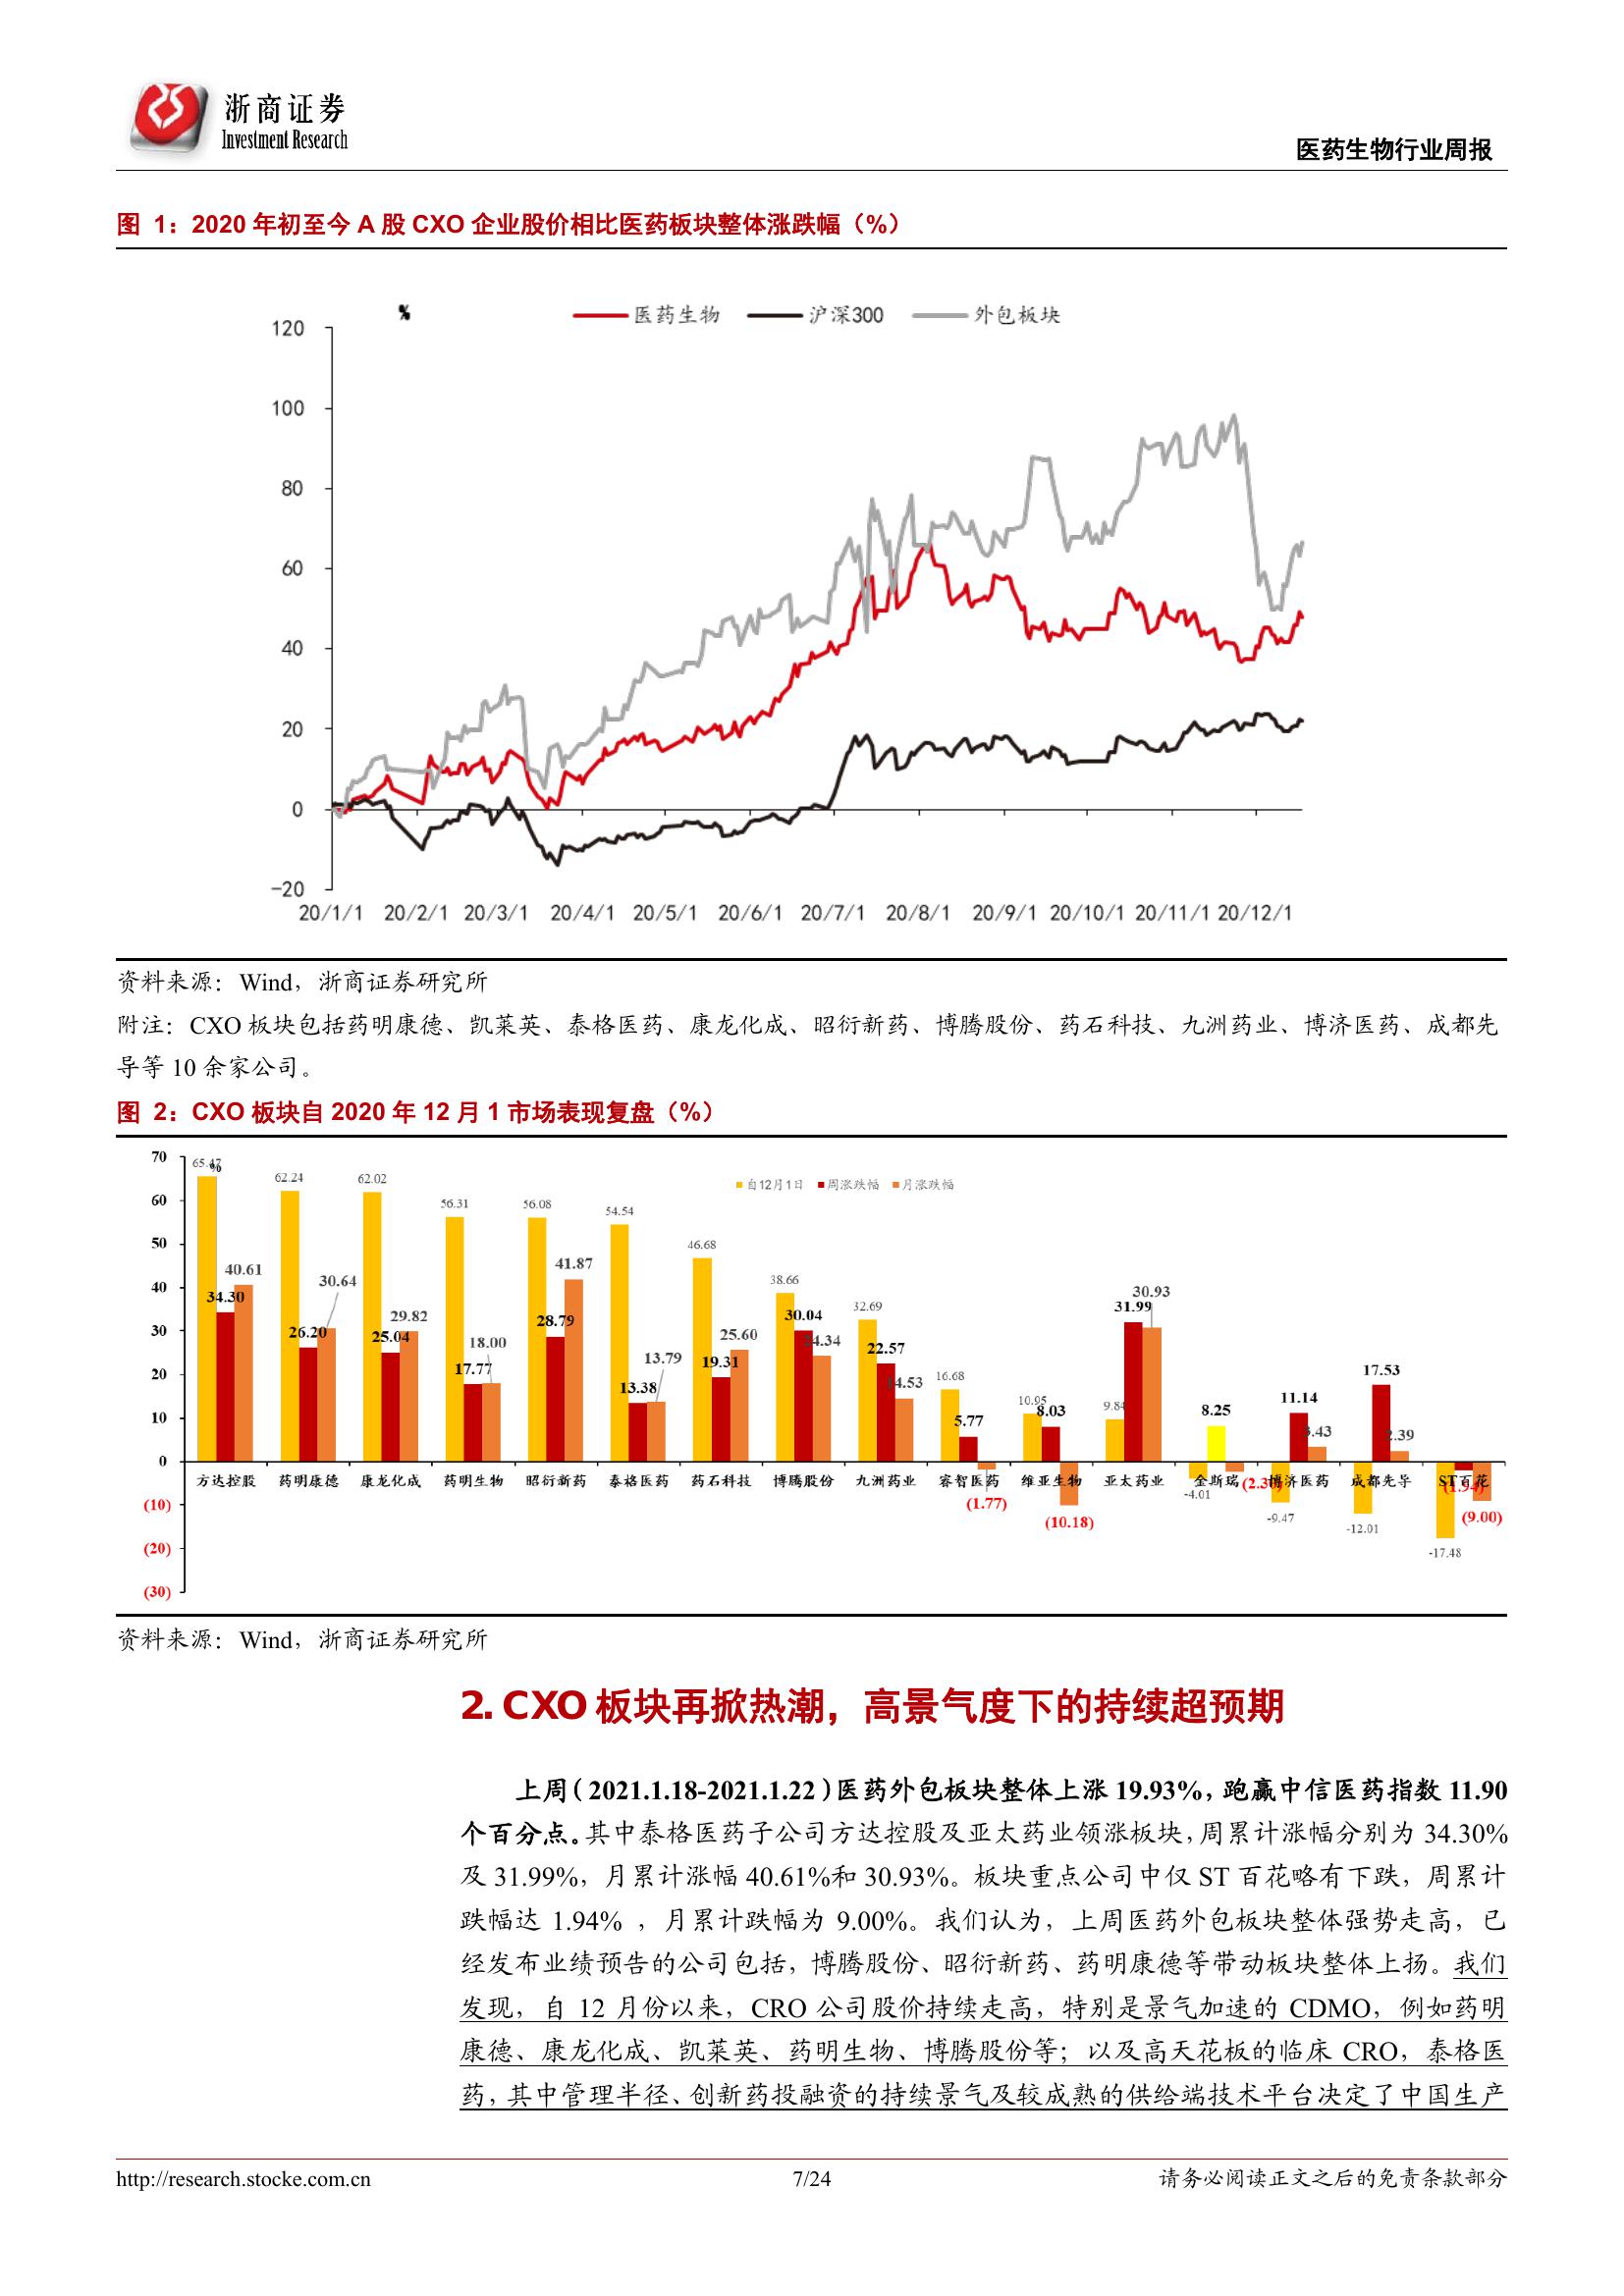 浙商证券
Investment Research
医药生物行业周报
图 1：2020 年初至今 A 股 CXO 企业股价相比医药板块整体涨跌幅（%）
%
医药生物 沪深300 外包板块
120
100
80
60
40
20
0
-20
20/1/1 20/2/1 20/3/1 20/4/1 20/5/1 20/6/1 20/7/1 20/8/1 20/9/1 20/10/1 20/11/1 20/12/1
资料来源：Wind，浙商证券研究所
附注：CXO 板块包括药明康德、凯莱英、泰格医药、康龙化成、昭衍新药、博腾股份、药石科技、九洲药业、博济医药、成都先
导等 10 余家公司。
图 2：CXO 板块自 2020 年 12 月 1 市场表现复盘（%）
%
自12月1日 周涨跌幅 月涨跌幅
70
60
50
40
30
20
10
0
(10)
(20)
(30)
65.47 62.24 62.02 56.31 56.08 54.54 46.68 38.66 32.69 16.68 10.95 9.84 -4.01 -9.47 -12.01 -17.48
34.30 26.20 25.04 17.77 28.79 13.38 19.31 30.04 22.57 5.77 8.03 31.99 8.25 11.14 17.53 (1.94)
40.61 30.64 29.82 18.00 41.87 13.79 25.60 24.34 14.53 (1.77) (10.18) 30.93 3.43 2.39 (9.00)
方达控股 药明康德 康龙化成 药明生物 昭衍新药 泰格医药 药石科技 博腾股份 九洲药业 睿智医药 维亚生物 亚太药业 金斯瑞 博济医药 成都先导 ST百花
资料来源：Wind，浙商证券研究所
2. CXO 板块再掀热潮，高景气度下的持续超预期
上周（2021.1.18-2021.1.22）医药外包板块整体上涨 19.93%，跑赢中信医药指数 11.90
个百分点。其中泰格医药子公司方达控股及亚太药业领涨板块，周累计涨幅分别为 34.30%
及 31.99%，月累计涨幅 40.61%和 30.93%。板块重点公司中仅 ST 百花略有下跌，周累计
跌幅达 1.94% ，月累计跌幅为 9.00%。我们认为，上周医药外包板块整体强势走高，已
经发布业绩预告的公司包括，博腾股份、昭衍新药、药明康德等带动板块整体上扬。我们
发现，自 12 月份以来，CRO 公司股价持续走高，特别是景气加速的 CDMO，例如药明
康德、康龙化成、凯莱英、药明生物、博腾股份等；以及高天花板的临床 CRO，泰格医
药，其中管理半径、创新药投融资的持续景气及较成熟的供给端技术平台决定了中国生产
http://research.stocke.com.cn 7/24 请务必阅读正文之后的免责条款部分